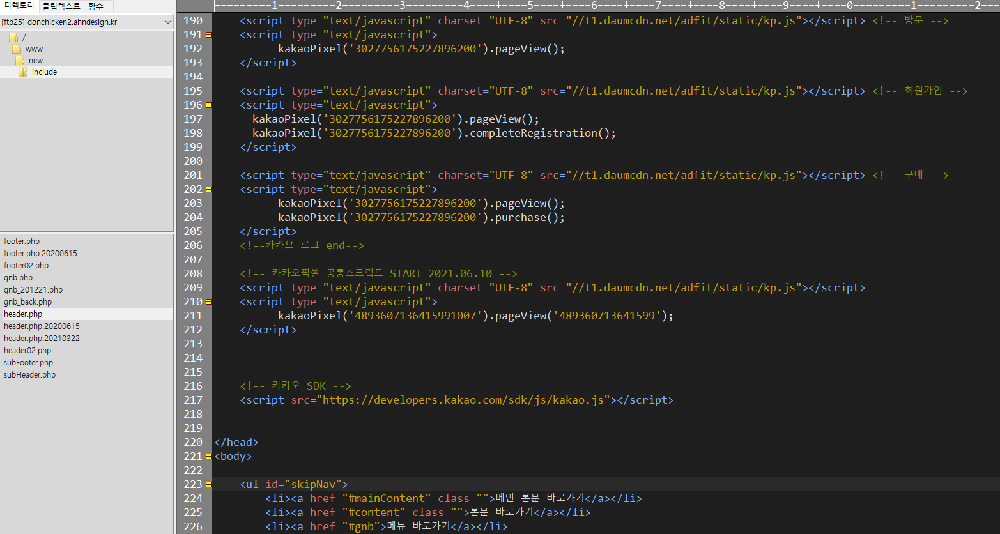 디렉토리 클립텍스트 함수
[ftp25] donchicken2.ahndesign.kr
/
www
new
include
footer.php
footer.php.20200615
footer02.php
gnb.php
gnb_201221.php
gnb_back.php
header.php
header.php.20200615
header.php.20210322
header02.php
subFooter.php
subHeader.php
----+----1----+----2----+----3----+----4----+----5----+----6----+----7----+----8----+----9----+----0----+----1----+----2---
190 <script type="text/javascript" charset="UTF-8" src="//t1.daumcdn.net/adfit/static/kp.js"></script> <!-- 방문 -->
191 <script type="text/javascript">
192 kakaoPixel('3027756175227896200').pageView();
193 </script>
194
195 <script type="text/javascript" charset="UTF-8" src="//t1.daumcdn.net/adfit/static/kp.js"></script> <!-- 회원가입 -->
196 <script type="text/javascript">
197 kakaoPixel('3027756175227896200').pageView();
198 kakaoPixel('3027756175227896200').completeRegistration();
199 </script>
200
201 <script type="text/javascript" charset="UTF-8" src="//t1.daumcdn.net/adfit/static/kp.js"></script> <!-- 구매 -->
202 <script type="text/javascript">
203 kakaoPixel('3027756175227896200').pageView();
204 kakaoPixel('3027756175227896200').purchase();
205 </script>
206 <!--카카오 로그 end-->
207
208 <!-- 카카오픽셀 공통스크립트 START 2021.06.10 -->
209 <script type="text/javascript" charset="UTF-8" src="//t1.daumcdn.net/adfit/static/kp.js"></script>
210 <script type="text/javascript">
211 kakaoPixel('4893607136415991007').pageView('489360713641599');
212 </script>
213
214
215
216 <!-- 카카오 SDK -->
217 <script src="https://developers.kakao.com/sdk/js/kakao.js"></script>
218
219
220 </head>
221 <body>
222
223 <ul id="skipNav">
224 <li><a href="#mainContent" class="">메인 본문 바로가기</a></li>
225 <li><a href="#content" class="">본문 바로가기</a></li>
226 <li><a href="#gnb">메뉴 바로가기</a></li>